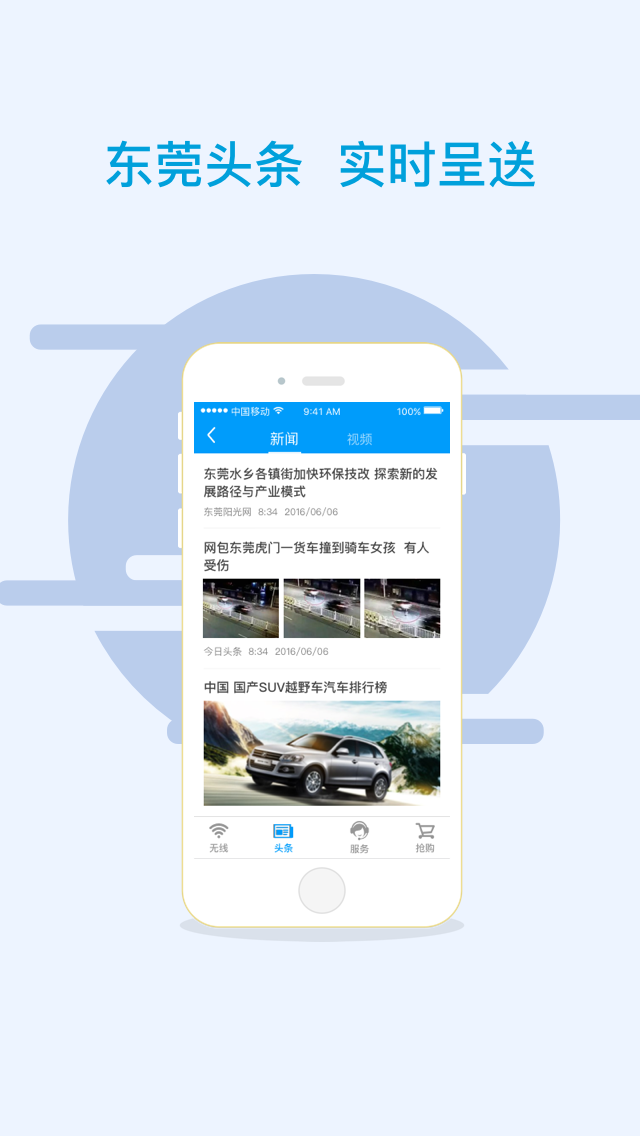 东莞头条 实时呈送
中国移动 9:41 AM 100%
新闻 视频
东莞水乡各镇街加快环保技改 探索新的发
展路径与产业模式
东莞阳光网 8:34 2016/06/06
网包东莞虎门一货车撞到骑车女孩 有人
受伤
今日头条 8:34 2016/06/06
中国 国产SUV越野车汽车排行榜
无线 头条 服务 抢购